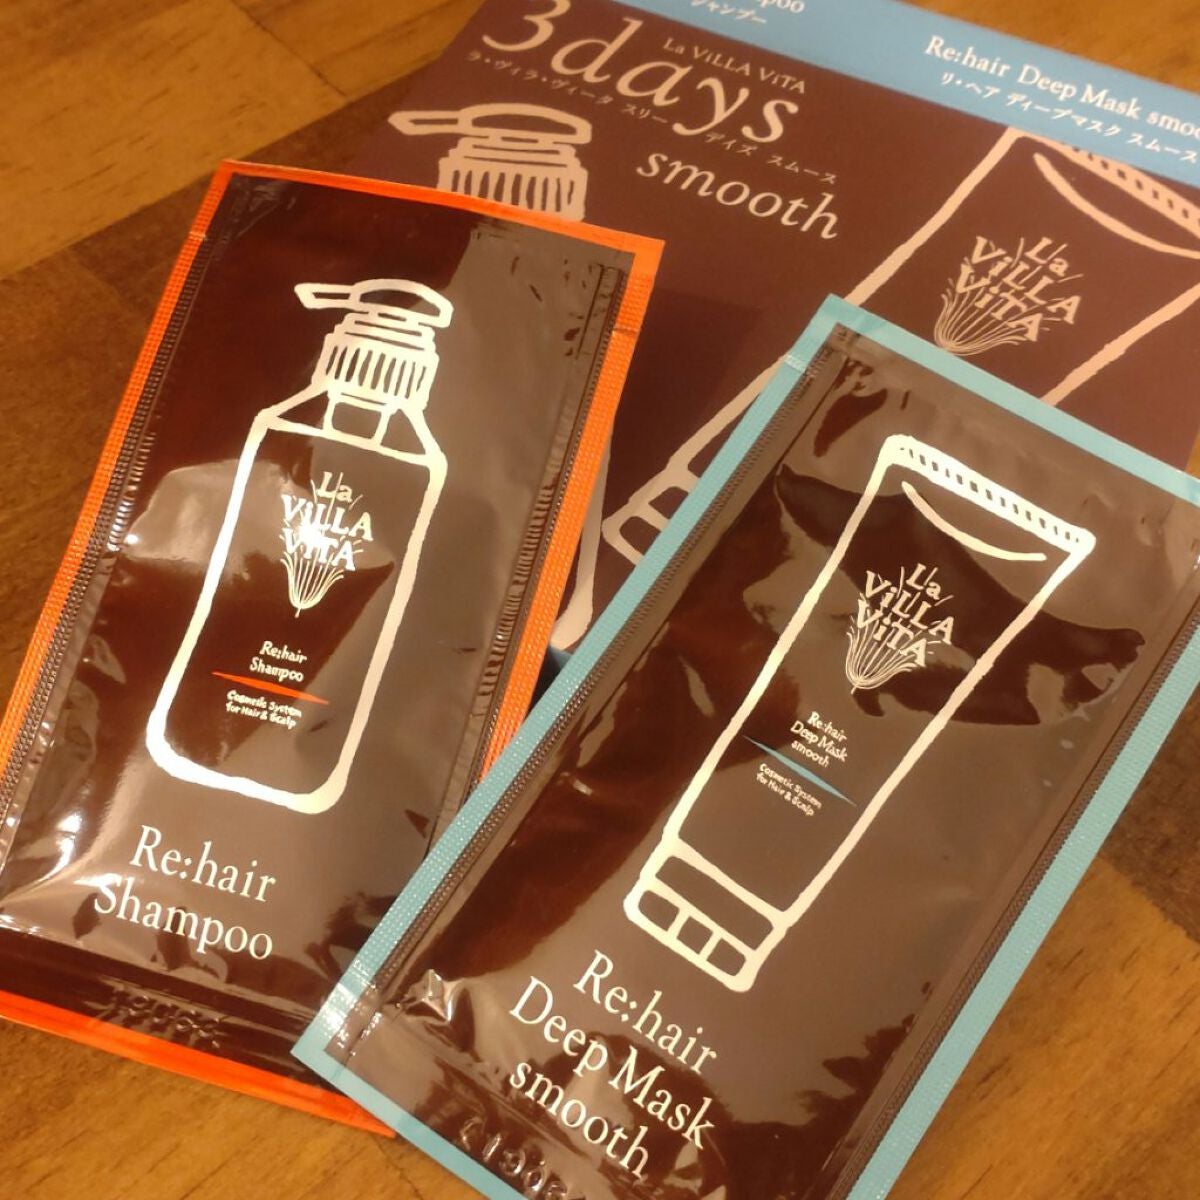 シャンプー
Re:hair Deep Mask
リ・ヘア ディープマスク スムース
3days
La ViLLA ViTA
ラ・ヴィラ・ヴィータ スリー デイズ スムース
smooth
La
ViLLA
ViTA
La
ViLLA
ViTA
Re:hair
Shampoo
Cosmetic System
for Hair & Scalp
Re:hair
Shampoo
La
ViLLA
ViTA
Re:hair
Deep Mask
smooth
Cosmetic System
for Hair & Scalp
Re:hair
Deep Mask
smooth